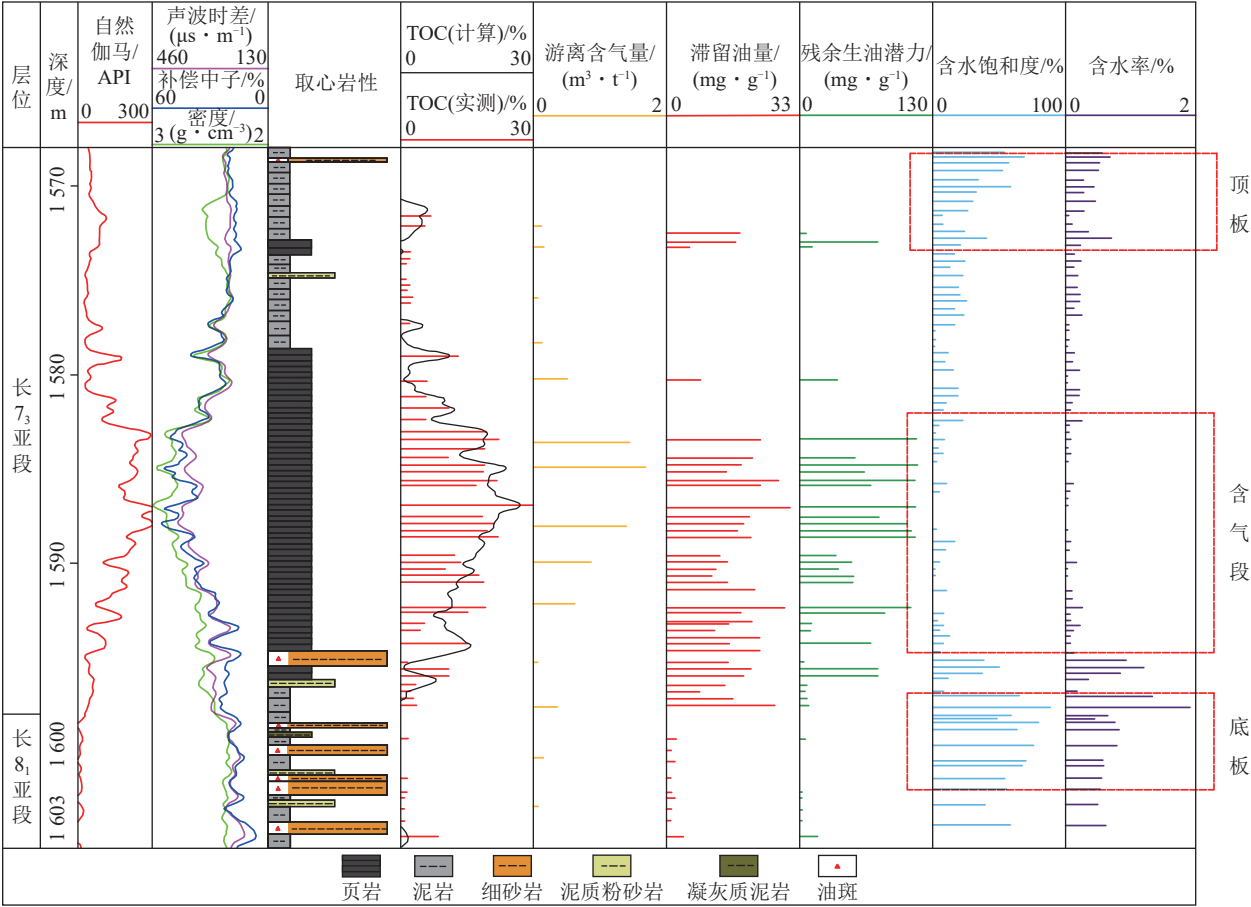 层位
深度/m
自然伽马/API
0 300
声波时差/
(μs·m⁻¹)
460 130
补偿中子/%
60 0
密度/
3 (g·cm⁻³) 2
取心岩性
TOC(计算)/%
0 30
TOC(实测)/%
0 30
游离含气量/
(m³·t⁻¹)
0 2
滞留油量/
(mg·g⁻¹)
0 33
残余生油潜力/
(mg·g⁻¹)
0 130
含水饱和度/%
0 100
含水率/%
0 2
长7₃亚段
长8₁亚段
1 570
1 580
1 590
1 600
1 603
顶板
含气段
底板
页岩
泥岩
细砂岩
泥质粉砂岩
凝灰质泥岩
油斑